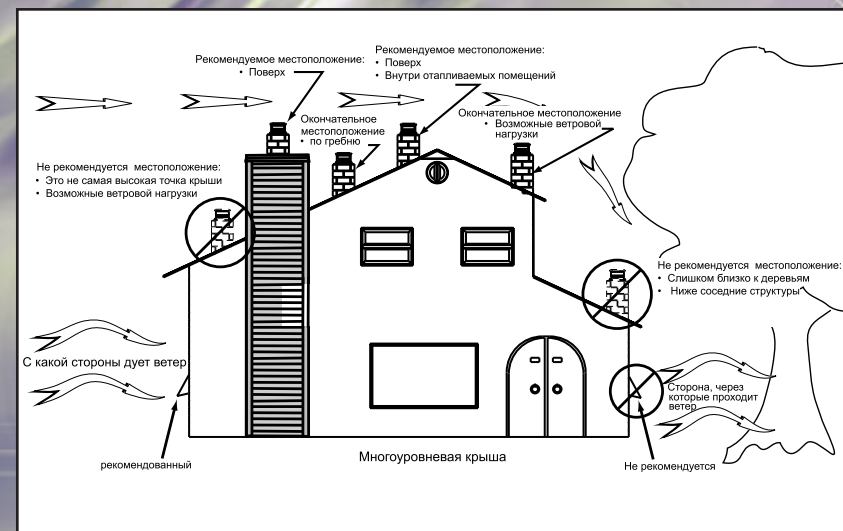 Рекомендуемое местоположение:
• Поверх
Рекомендуемое местоположение:
• Поверх
• Внутри отапливаемых помещений
Окончательное
местоположение
• по гребню
Окончательное местоположение
• Возможные ветровой
нагрузки
Не рекомендуется местоположение:
• Это не самая высокая точка крыши
• Возможные ветровой нагрузки
Не рекомендуется местоположение:
• Слишком близко к деревьям
• Ниже соседние структуры
С какой стороны дует ветер
Сторона, через
которые проходит
ветер
рекомендованный
Многоуровневая крыша
Не рекомендуется